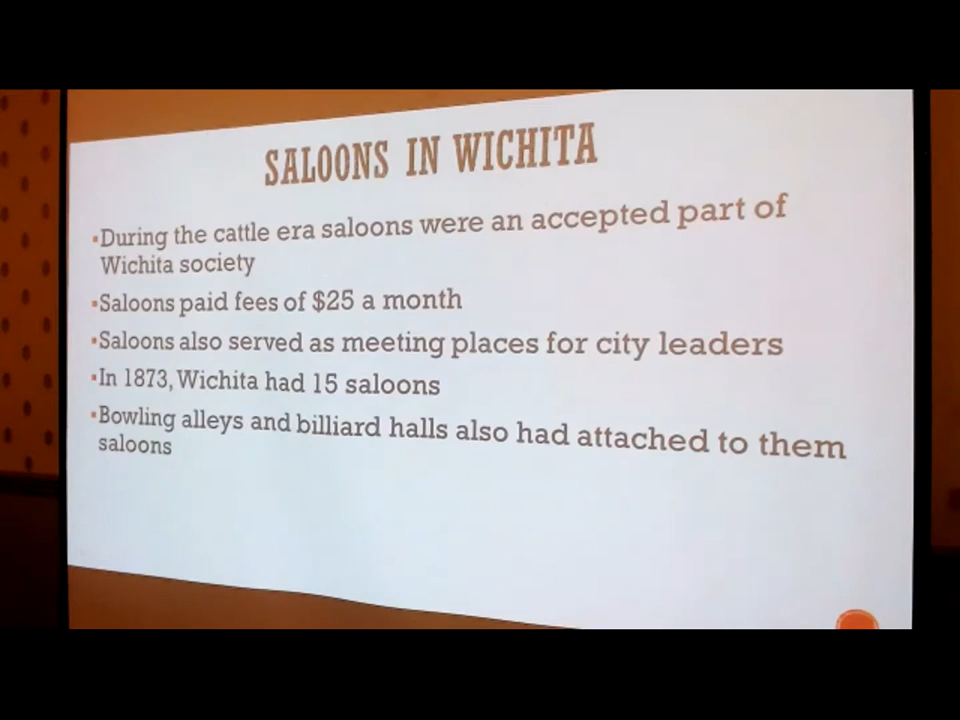 SALOONS IN WICHITA
▪During the cattle era saloons were an accepted part of
Wichita society
▪Saloons paid fees of $25 a month
▪Saloons also served as meeting places for city leaders
▪In 1873, Wichita had 15 saloons
▪Bowling alleys and billiard halls also had attached to them
saloons